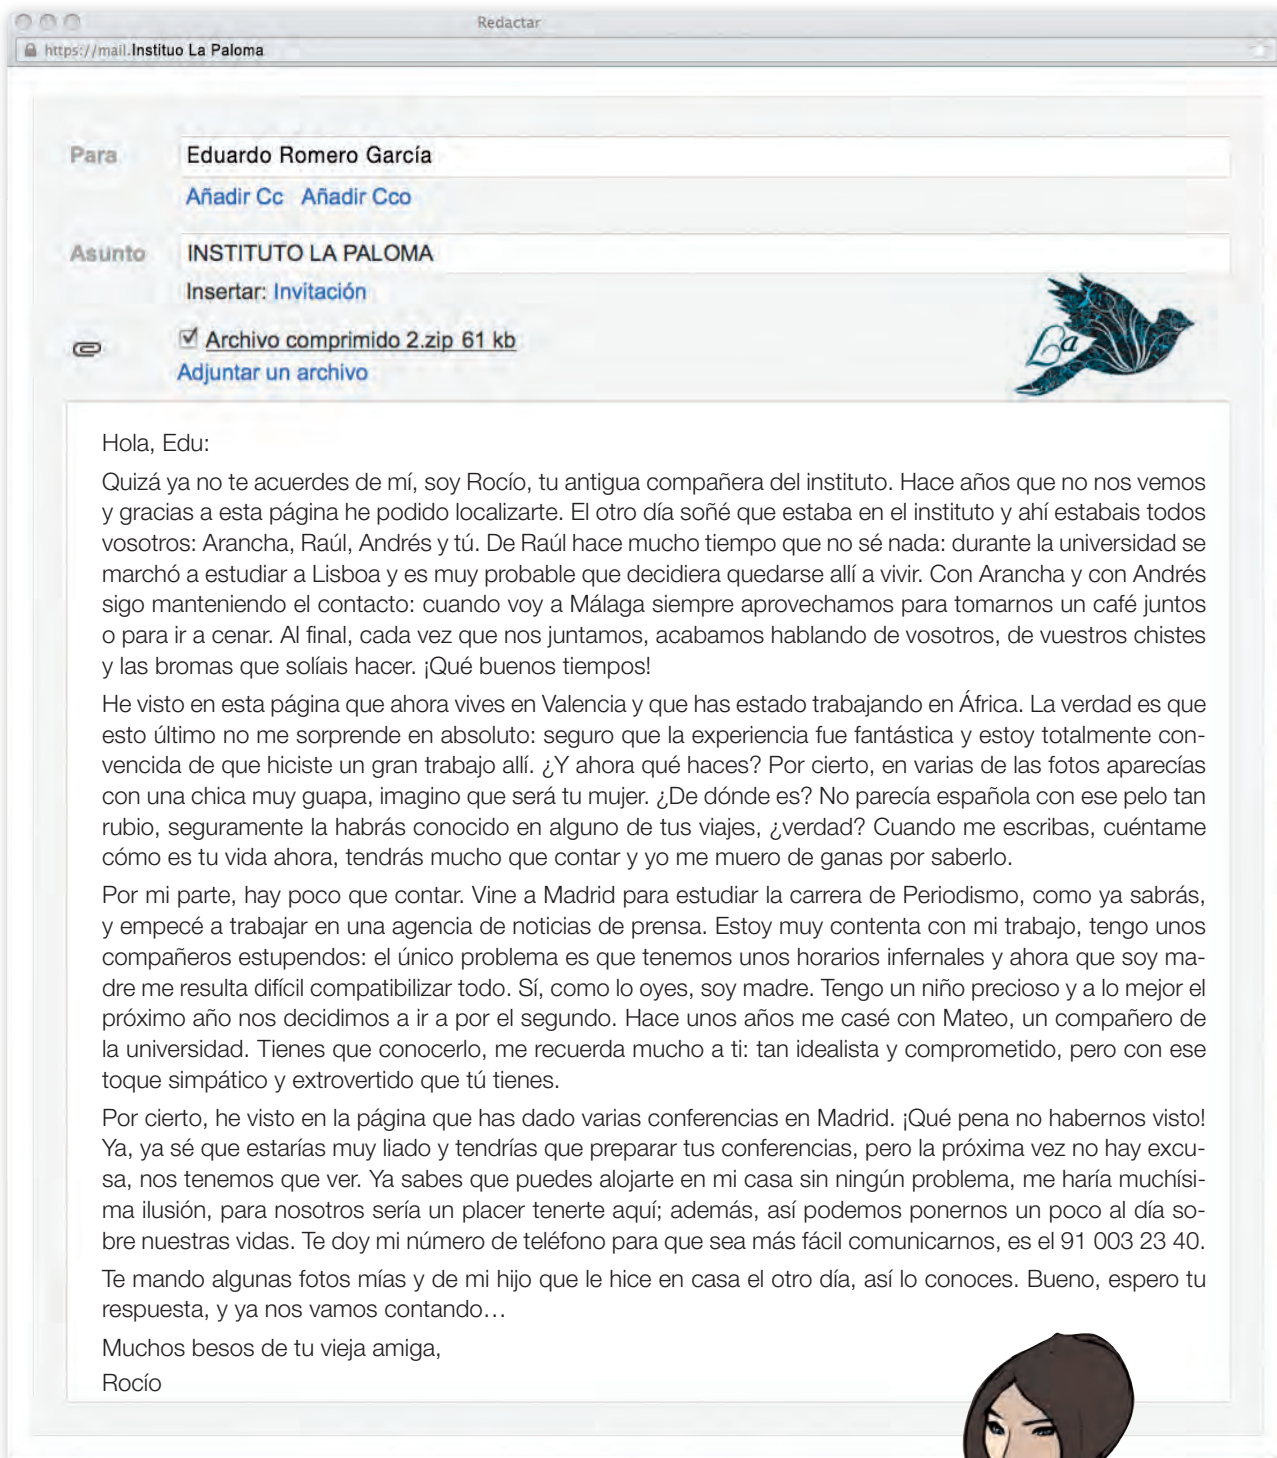 Redactar
https://mail.Instituo La Paloma
Para
Eduardo Romero García
Añadir Cc Añadir Cco
Asunto
INSTITUTO LA PALOMA
Insertar: Invitación
Archivo comprimido 2.zip 61 kb
Adjuntar un archivo
La
Hola, Edu:
Quizá ya no te acuerdes de mí, soy Rocío, tu antigua compañera del instituto. Hace años que no nos vemos
y gracias a esta página he podido localizarte. El otro día soñé que estaba en el instituto y ahí estabais todos
vosotros: Arancha, Raúl, Andrés y tú. De Raúl hace mucho tiempo que no sé nada: durante la universidad se
marchó a estudiar a Lisboa y es muy probable que decidiera quedarse allí a vivir. Con Arancha y con Andrés
sigo manteniendo el contacto: cuando voy a Málaga siempre aprovechamos para tomarnos un café juntos
o para ir a cenar. Al final, cada vez que nos juntamos, acabamos hablando de vosotros, de vuestros chistes
y las bromas que solíais hacer. ¡Qué buenos tiempos!
He visto en esta página que ahora vives en Valencia y que has estado trabajando en África. La verdad es que
esto último no me sorprende en absoluto: seguro que la experiencia fue fantástica y estoy totalmente con-
vencida de que hiciste un gran trabajo allí. ¿Y ahora qué haces? Por cierto, en varias de las fotos aparecías
con una chica muy guapa, imagino que será tu mujer. ¿De dónde es? No parecía española con ese pelo tan
rubio, seguramente la habrás conocido en alguno de tus viajes, ¿verdad? Cuando me escribas, cuéntame
cómo es tu vida ahora, tendrás mucho que contar y yo me muero de ganas por saberlo.
Por mi parte, hay poco que contar. Vine a Madrid para estudiar la carrera de Periodismo, como ya sabrás,
y empecé a trabajar en una agencia de noticias de prensa. Estoy muy contenta con mi trabajo, tengo unos
compañeros estupendos: el único problema es que tenemos unos horarios infernales y ahora que soy ma-
dre me resulta difícil compatibilizar todo. Sí, como lo oyes, soy madre. Tengo un niño precioso y a lo mejor el
próximo año nos decidimos a ir a por el segundo. Hace unos años me casé con Mateo, un compañero de
la universidad. Tienes que conocerlo, me recuerda mucho a ti: tan idealista y comprometido, pero con ese
toque simpático y extrovertido que tú tienes.
Por cierto, he visto en la página que has dado varias conferencias en Madrid. ¡Qué pena no habernos visto!
Ya, ya sé que estarías muy liado y tendrías que preparar tus conferencias, pero la próxima vez no hay excu-
sa, nos tenemos que ver. Ya sabes que puedes alojarte en mi casa sin ningún problema, me haría muchísi-
ma ilusión, para nosotros sería un placer tenerte aquí; además, así podemos ponernos un poco al día so-
bre nuestras vidas. Te doy mi número de teléfono para que sea más fácil comunicarnos, es el 91 003 23 40.
Te mando algunas fotos mías y de mi hijo que le hice en casa el otro día, así lo conoces. Bueno, espero tu
respuesta, y ya nos vamos contando…
Muchos besos de tu vieja amiga,
Rocío